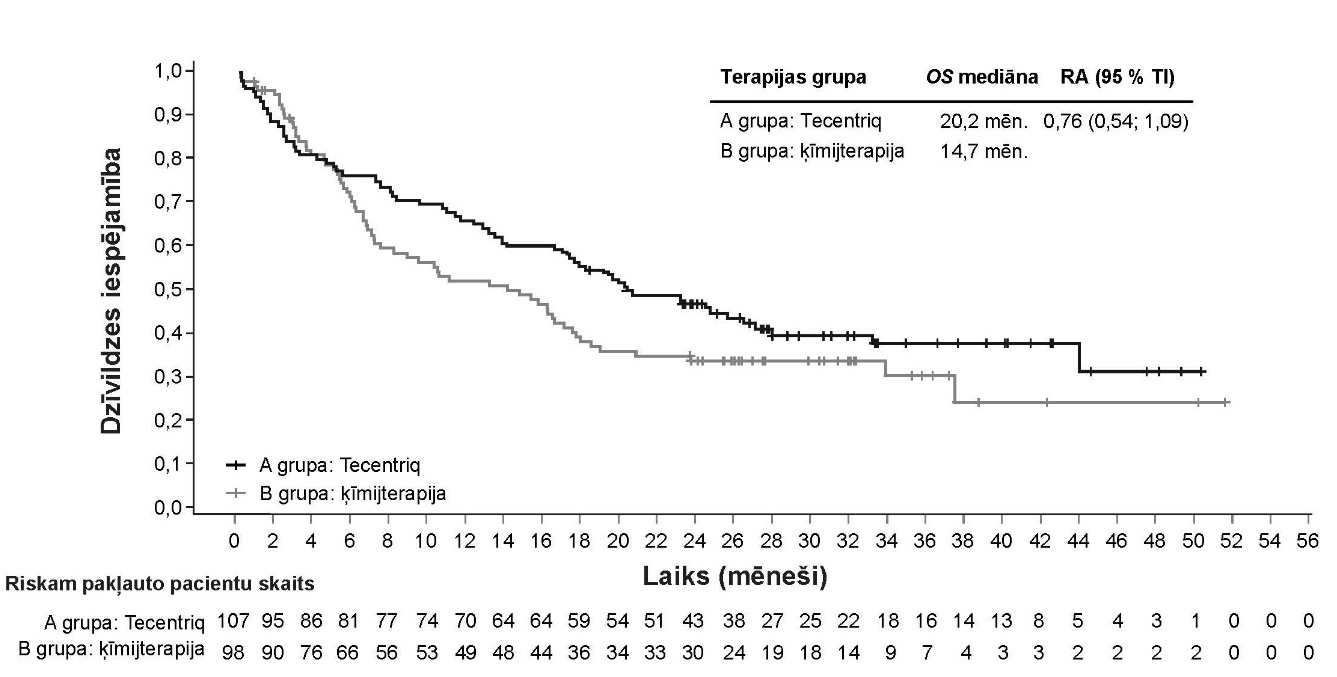 Terapijas grupa OS mediāna RA (95 % TI)
A grupa: Tecentriq 20,2 mēn. 0,76 (0,54; 1,09)
B grupa: ķīmijterapija 14,7 mēn.
Dzīvildzes iespējamība
1,0
0,9
0,8
0,7
0,6
0,5
0,4
0,3
0,2
0,1
0,0
A grupa: Tecentriq
B grupa: ķīmijterapija
0 2 4 6 8 10 12 14 16 18 20 22 24 26 28 30 32 34 36 38 40 42 44 46 48 50 52 54 56
Laiks (mēneši)
Riskam pakļauto pacientu skaits
A grupa: Tecentriq 107 95 86 81 77 74 70 64 64 59 54 51 43 38 27 25 22 18 16 14 13 8 5 4 3 1 0 0 0
B grupa: ķīmijterapija 98 90 76 66 56 53 49 48 44 36 34 33 30 24 19 18 14 9 7 4 3 3 2 2 2 2 0 0 0